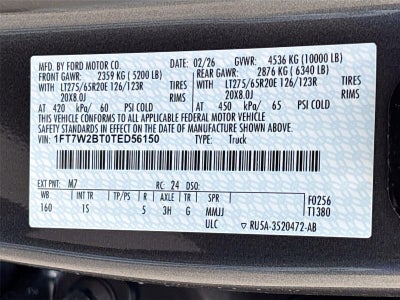 MFD. BY FORD MOTOR CO. 02/26 GVWR: 4536 KG (10000 LB)
FRONT GAWR: 2359 KG (5200 LB) REAR GAWR: 2876 KG (6340 LB)
WITH WITH
LT275/65R20E 126/123R TIRES LT275/65R20E 126/123R TIRES
20X8.0J RIMS 20X8.0J RIMS
AT 420 kPa/ 60 PSI COLD AT 450 kPa/ 65 PSI COLD
THIS VEHICLE CONFORMS TO ALL APPLICABLE FEDERAL MOTOR
VEHICLE SAFETY STANDARDS IN EFFECT ON THE DATE OF
MANUFACTURE SHOWN ABOVE.
VIN: 1FT7W2BT0TED56150 TYPE: Truck
EXT PNT: M7 RC: 24 DSO:
WB INT TR TP/PS R AXLE TR SPR F0256
160 1S 5 3H G MMJJ T1380
ULC RU5A-3520472-AB